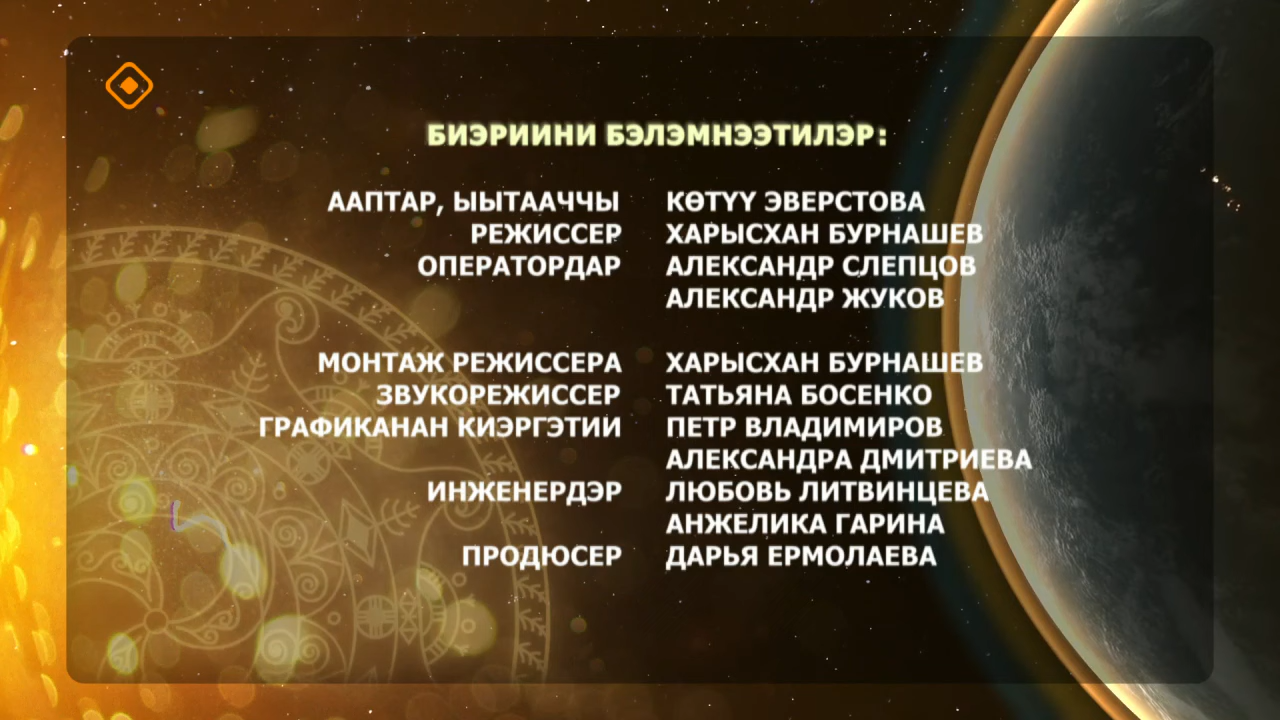 БИЭРИИНИ БЭЛЭМНЭЭТИЛЭР:
ААПТАР, ЫЫТААЧЧЫ КӨТҮҮ ЭВЕРСТОВА
РЕЖИССЕР ХАРЫСХАН БУРНАШЕВ
ОПЕРАТОРДАР АЛЕКСАНДР СЛЕПЦОВ
АЛЕКСАНДР ЖУКОВ
МОНТАЖ РЕЖИССЕРА ХАРЫСХАН БУРНАШЕВ
ЗВУКОРЕЖИССЕР ТАТЬЯНА БОСЕНКО
ГРАФИКАНАН КИЭРГЭТИИ ПЕТР ВЛАДИМИРОВ
АЛЕКСАНДРА ДМИТРИЕВА
ИНЖЕНЕРДЭР ЛЮБОВЬ ЛИТВИНЦЕВА
АНЖЕЛИКА ГАРИНА
ПРОДЮСЕР ДАРЬЯ ЕРМОЛАЕВА